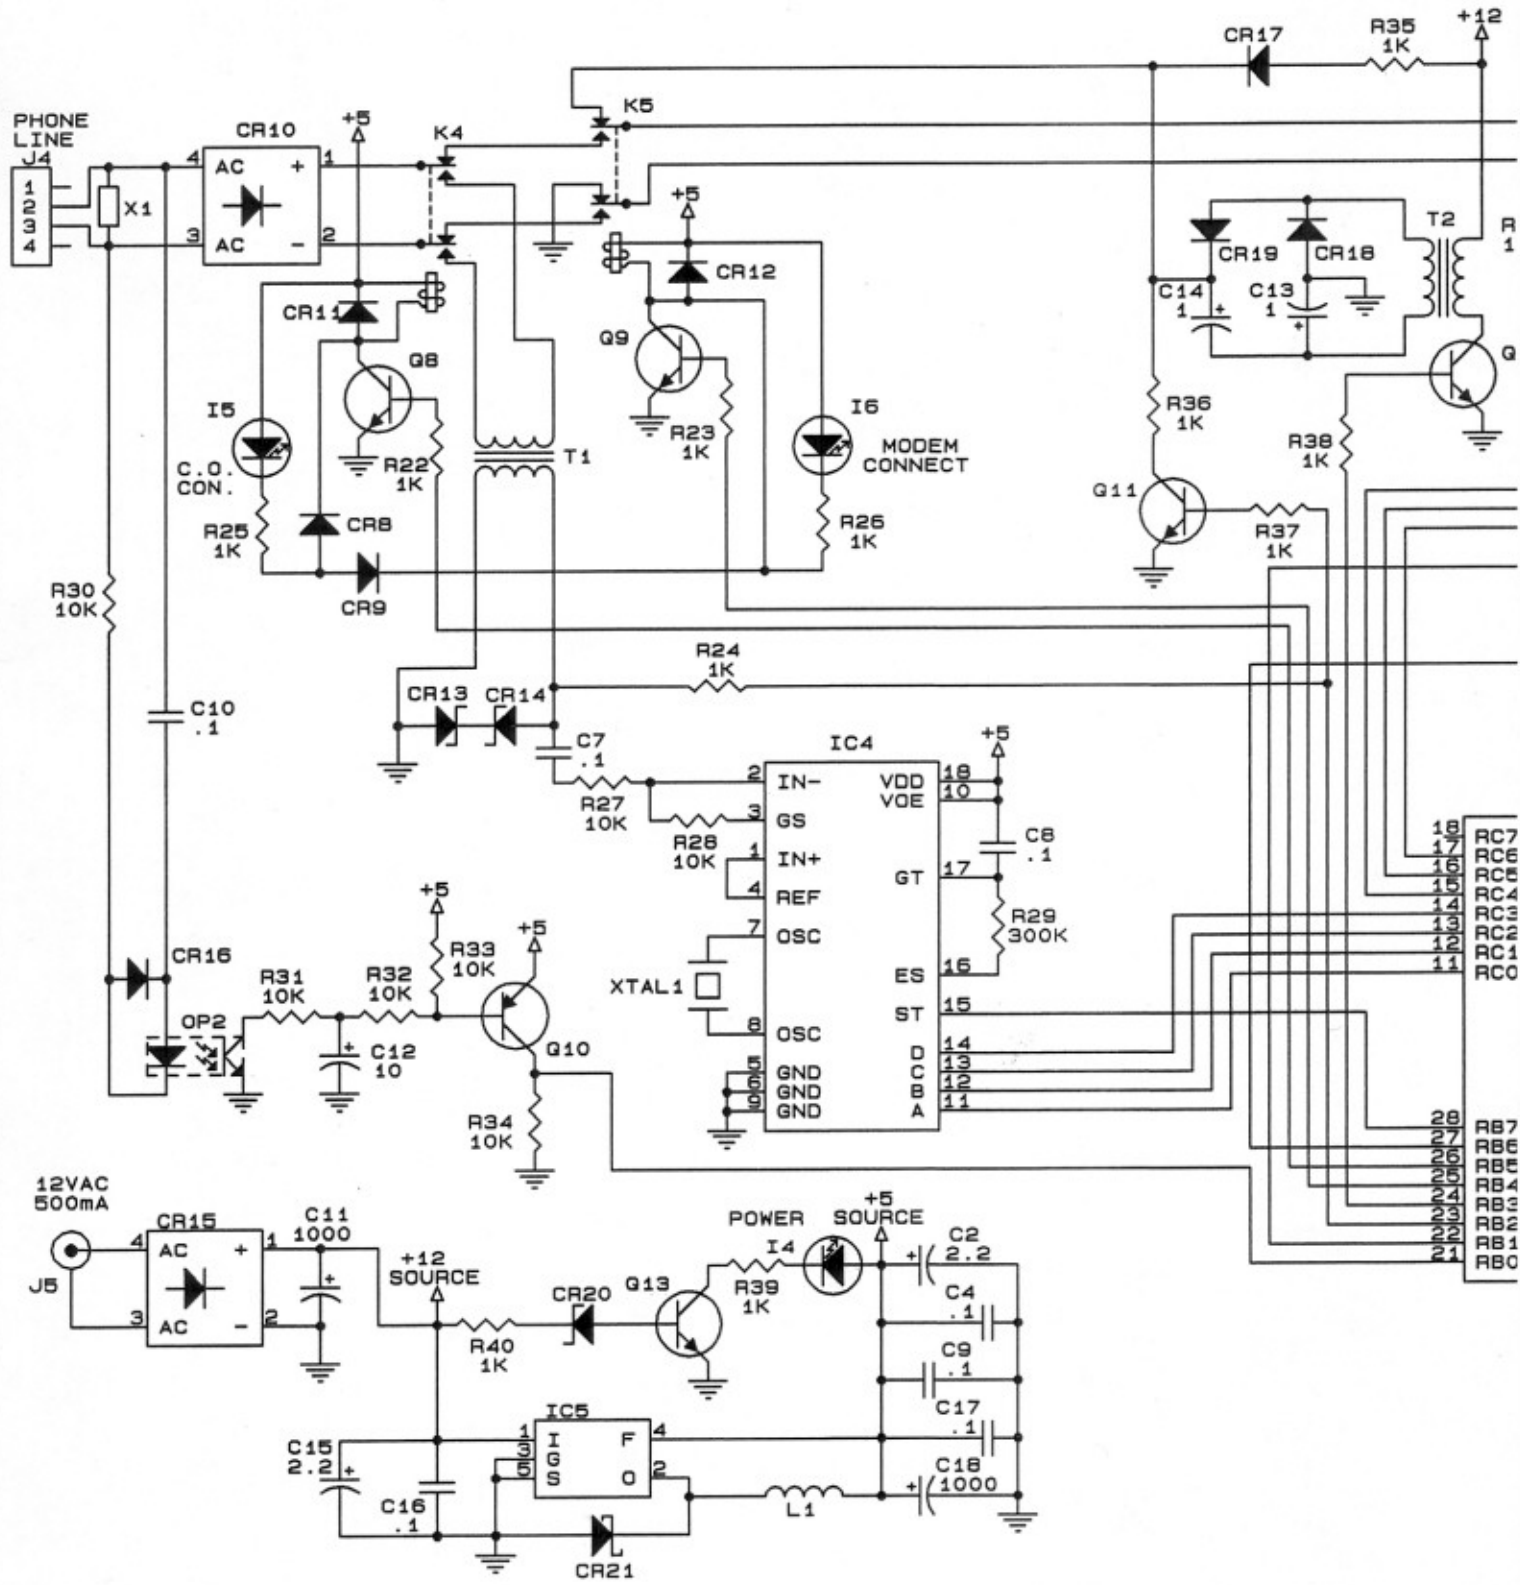 +12
CR17
R35
1K
K5
PHONE
LINE
J4
CR10
+5
K4
4
AC
+
1
1
2
3
4
X1
3
AC
-
2
+5
CR12
CR11
T2
R
1
CR19
CR18
C14
1
+
C13
1
+
Q8
Q9
Q
I5
I6
R36
1K
R38
1K
R23
1K
MODEM
CONNECT
C.O.
CON.
R22
1K
T1
Q11
R25
1K
CR8
R26
1K
R37
1K
CR9
R30
10K
R24
1K
CR13
CR14
C10
.1
C7
.1
IC4
+5
2
IN-
VDD
18
VOE
10
R27
10K
3
GS
R28
10K
C8
.1
1
IN+
GT
17
4
REF
R29
300K
18
RC7
17
RC6
16
RC5
15
RC4
14
RC3
13
RC2
12
RC1
11
RC0
+5
+5
7
OSC
CR16
R33
10K
R31
10K
R32
10K
XTAL1
ES
16
OP2
ST
15
8
OSC
Q10
+
C12
10
D
14
5
GND
C
13
6
GND
B
12
9
GND
A
11
R34
10K
28
RB7
27
RB6
26
RB5
25
RB4
24
RB3
23
RB2
22
RB1
21
RB0
12VAC
500mA
J5
CR15
4
AC
+
1
3
AC
-
2
C11
1000
+
+12
SOURCE
POWER
+5
SOURCE
I4
C2
+
2.2
Q13
R39
1K
CR20
C4
.1
R40
1K
C9
.1
IC5
C17
.1
1
I
F
4
3
G
5
S
O
2
C15
2.2
+
C16
.1
C18
+
1000
L1
CR21